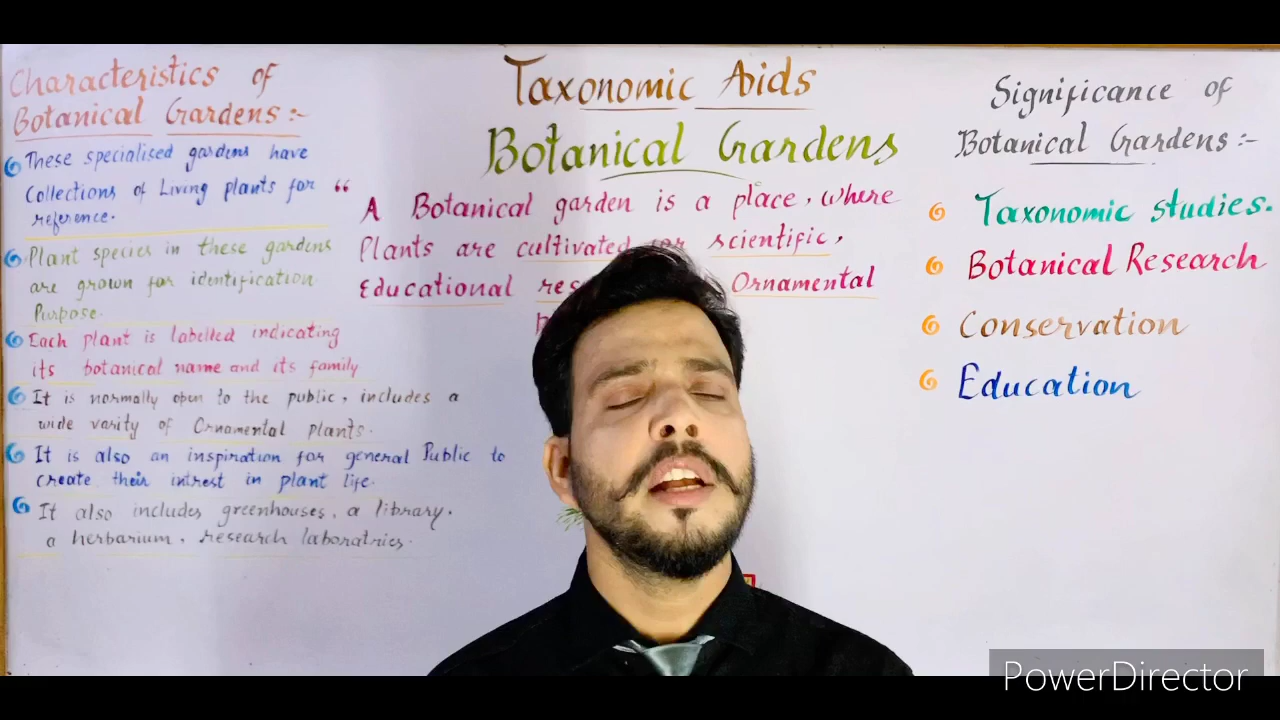 Characteristics of
Botanical Gardens:-
These specialised gardens have
Collections of Living plants for
reference.
Plant species in these gardens
are grown for identification
Purpose.
Each plant is labelled indicating
its botanical name and its family
It is normally open to the public, includes a
wide varity of Ornamental plants.
It is also an inspiration for general Public to
create their intrest in plant life.
It also includes greenhouses, a library,
a herbarium, research laboratries.
Taxonomic Aids
Botanical Gardens
“ A Botanical garden is a place, where
Plants are cultivated for scientific,
Educational Ornamental
Significance of
Botanical Gardens:-
Taxonomic studies.
Botanical Research
Conservation
Education
PowerDirector